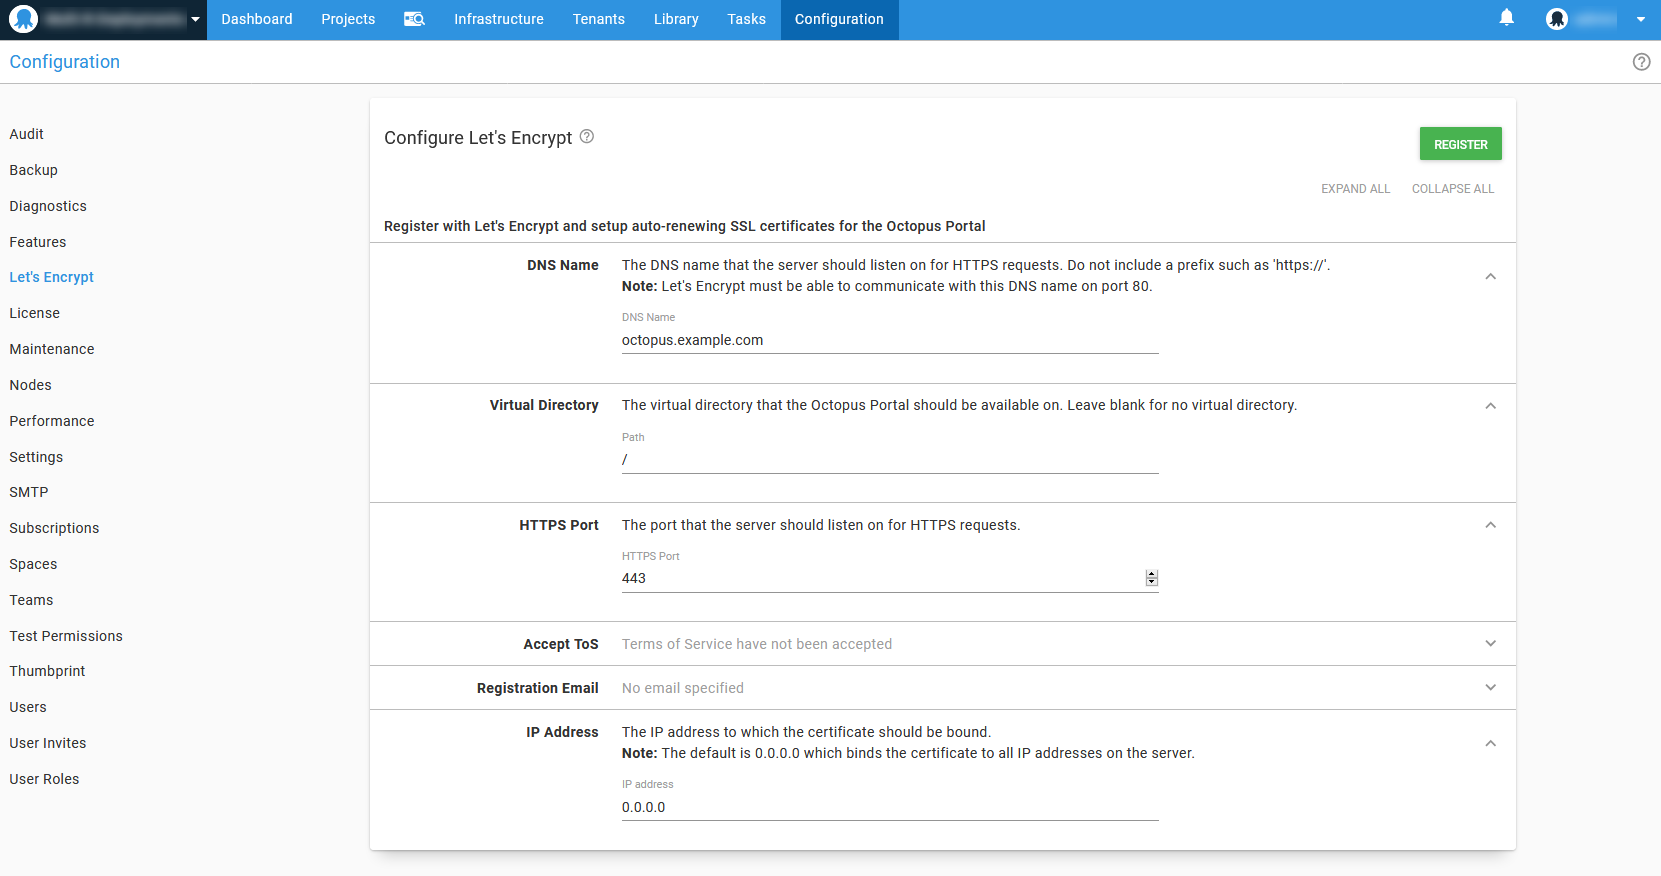 Dashboard Projects Infrastructure Tenants Library Tasks Configuration
Configuration
Audit
Backup
Diagnostics
Features
Let's Encrypt
License
Maintenance
Nodes
Performance
Settings
SMTP
Subscriptions
Spaces
Teams
Test Permissions
Thumbprint
Users
User Invites
User Roles
Configure Let's Encrypt
REGISTER
EXPAND ALL COLLAPSE ALL
Register with Let's Encrypt and setup auto-renewing SSL certificates for the Octopus Portal
DNS Name The DNS name that the server should listen on for HTTPS requests. Do not include a prefix such as 'https://'.
Note: Let's Encrypt must be able to communicate with this DNS name on port 80.
DNS Name
octopus.example.com
Virtual Directory The virtual directory that the Octopus Portal should be available on. Leave blank for no virtual directory.
Path
/
HTTPS Port The port that the server should listen on for HTTPS requests.
HTTPS Port
443
Accept ToS Terms of Service have not been accepted
Registration Email No email specified
IP Address The IP address to which the certificate should be bound.
Note: The default is 0.0.0.0 which binds the certificate to all IP addresses on the server.
IP address
0.0.0.0